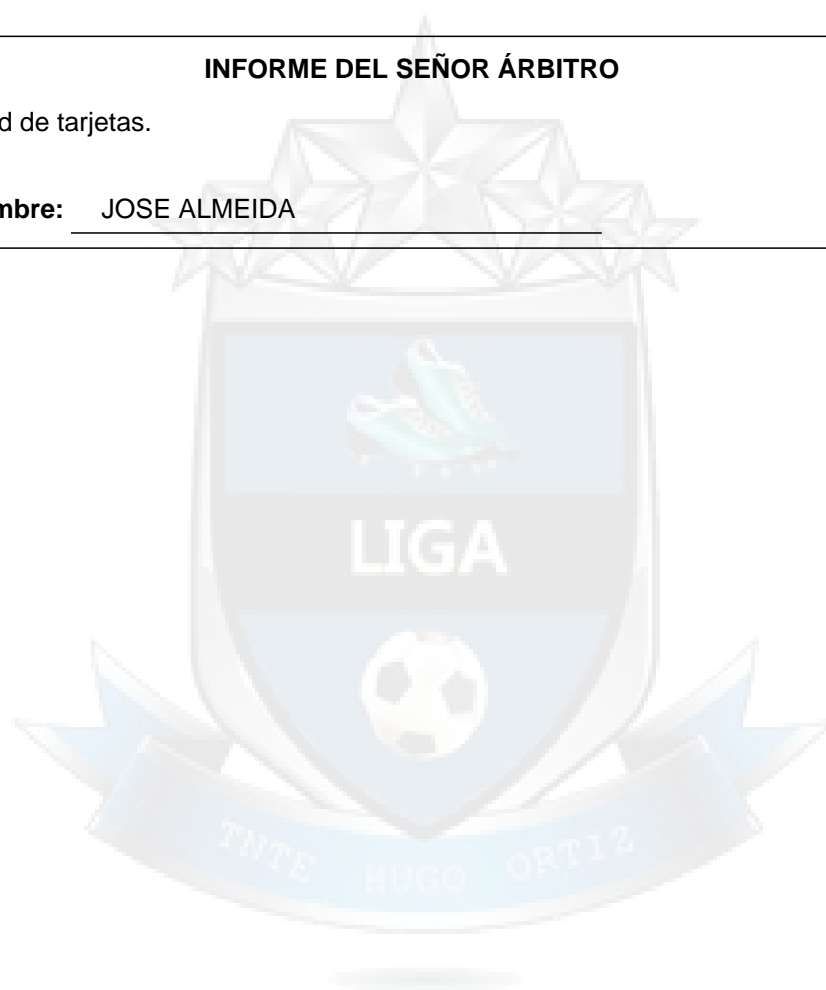 INFORME DEL SEÑOR ÁRBITRO
d de tarjetas.
mbre: JOSE ALMEIDA
LIGA
TNTE HUGO ORTIZ